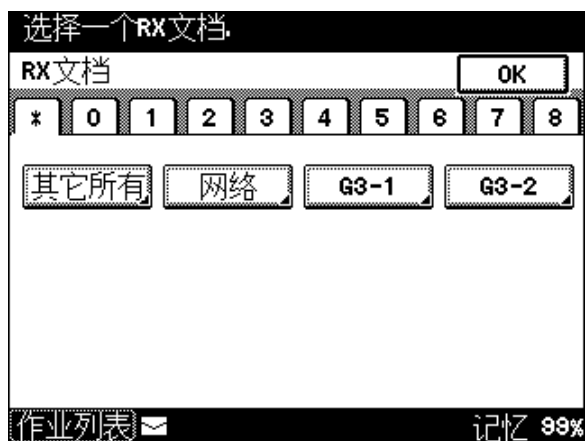 选择一个RX文档.
RX文档 OK
* 0 1 2 3 4 5 6 7 8
其它所有 网络 G3-1 G3-2
作业列表 记忆 99%